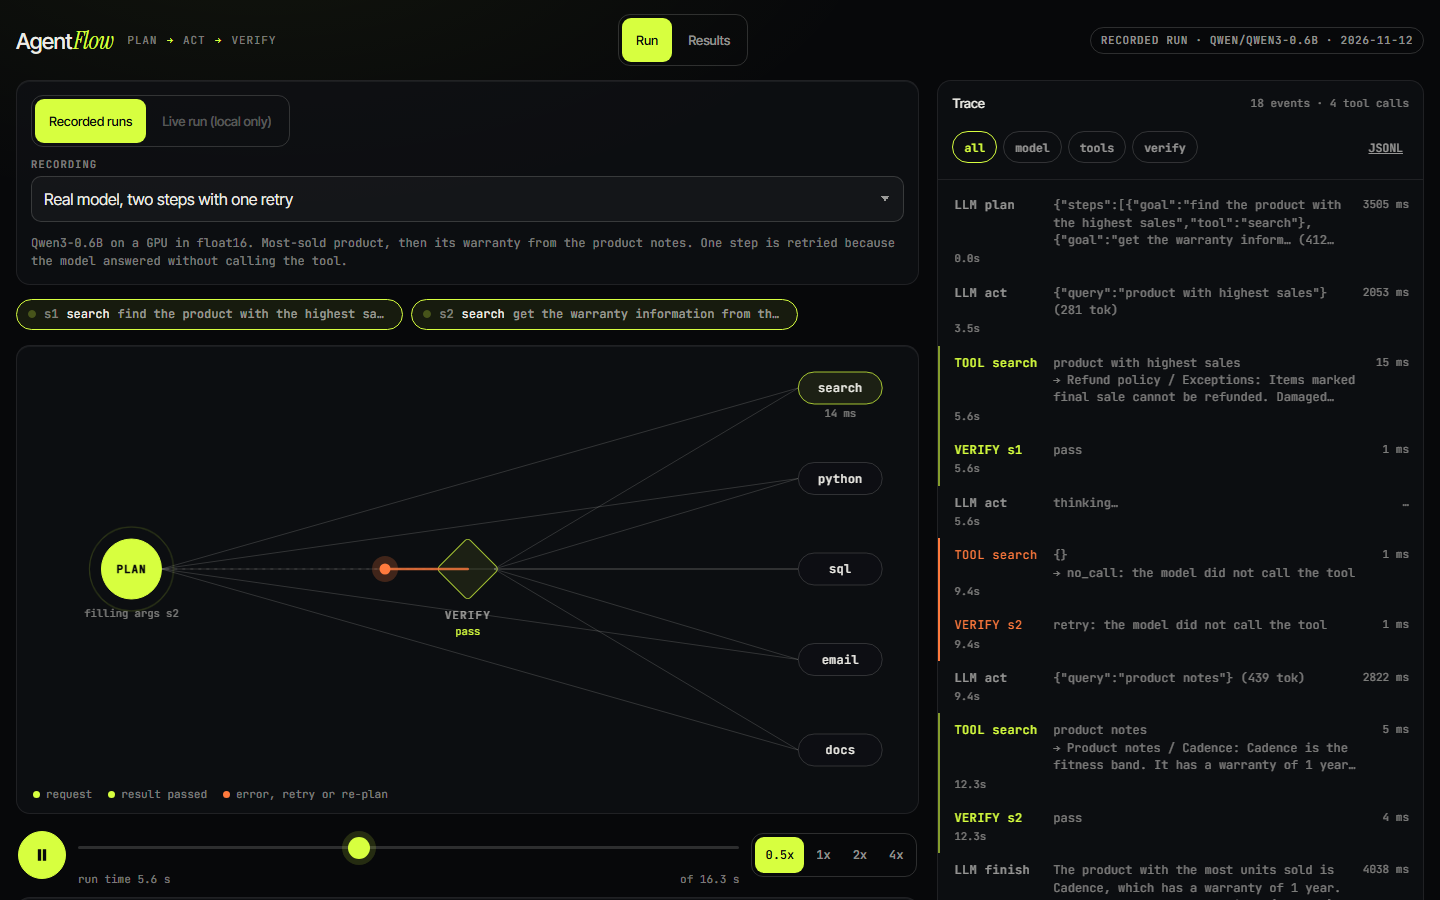 AgentFlow PLAN → ACT → VERIFY
Run
Results
RECORDED RUN · QWEN/QWEN3-0.6B · 2026-11-12
Recorded runs
Live run (local only)
RECORDING
Real model, two steps with one retry
Qwen3-0.6B on a GPU in float16. Most-sold product, then its warranty from the product notes. One step is retried because
the model answered without calling the tool.
s1 search find the product with the highest sa…
s2 search get the warranty information from th…
search
14 ms
python
PLAN
filling args s2
VERIFY
pass
sql
email
docs
request
result passed
error, retry or re-plan
run time 5.6 s
of 16.3 s
0.5x
1x
2x
4x
Trace
18 events · 4 tool calls
all
model
tools
verify
JSONL
LLM plan
{"steps":[{"goal":"find the product with
the highest sales","tool":"search"},
{"goal":"get the warranty inform… (412…
3505 ms
0.0s
LLM act
{"query":"product with highest sales"}
(281 tok)
2053 ms
3.5s
TOOL search
product with highest sales
→ Refund policy / Exceptions: Items marked
final sale cannot be refunded. Damaged…
15 ms
5.6s
VERIFY s1
pass
1 ms
5.6s
LLM act
thinking…
…
5.6s
TOOL search
{}
→ no_call: the model did not call the tool
1 ms
9.4s
VERIFY s2
retry: the model did not call the tool
1 ms
9.4s
LLM act
{"query":"product notes"} (439 tok)
2822 ms
9.4s
TOOL search
product notes
→ Product notes / Cadence: Cadence is the
fitness band. It has a warranty of 1 year…
5 ms
12.3s
VERIFY s2
pass
4 ms
12.3s
LLM finish
The product with the most units sold is
Cadence, which has a warranty of 1 year.
4038 ms